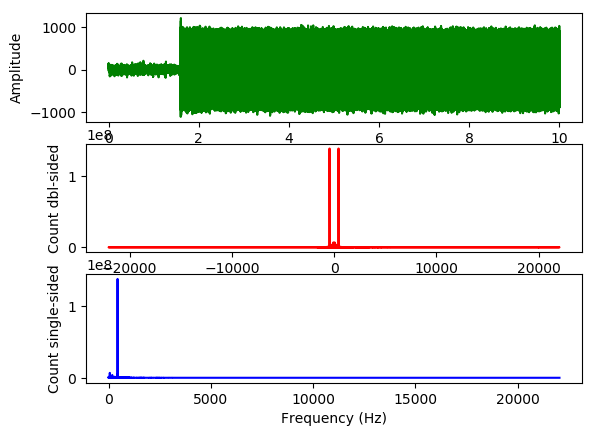 Amplitude
1000
0
−1000
0 2 4 6 8 10
1e8
Count dbl-sided
1
0
−20000 −10000 0 10000 20000
1e8
Count single-sided
1
0
0 5000 10000 15000 20000
Frequency (Hz)